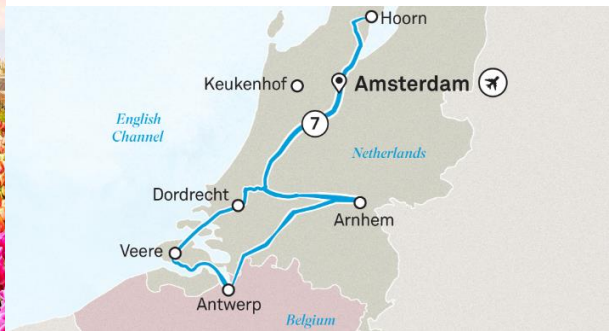 Hoorn
Keukenhof
Amsterdam
English
Channel
7
Netherlands
Dordrecht
Arnhem
Veere
Antwerp
Belgium